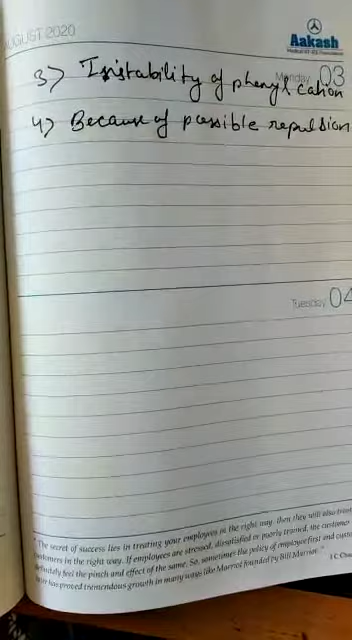 AUGUST 2020
Aakash
Monday 03
3) Instability of phenyl cation
4) Because of possible repulsion
Tuesday 04
"The secret of success lies in treating your employees in the right way, then they will also treat
customers in the right way. If employees are stressed, dissatisfied or poorly trained, the customer
definitely feel the pinch and effect of the same. So, sometimes the policy of employee first and
has proved tremendous growth in many ways like Marriot founded by Bill Marriot."